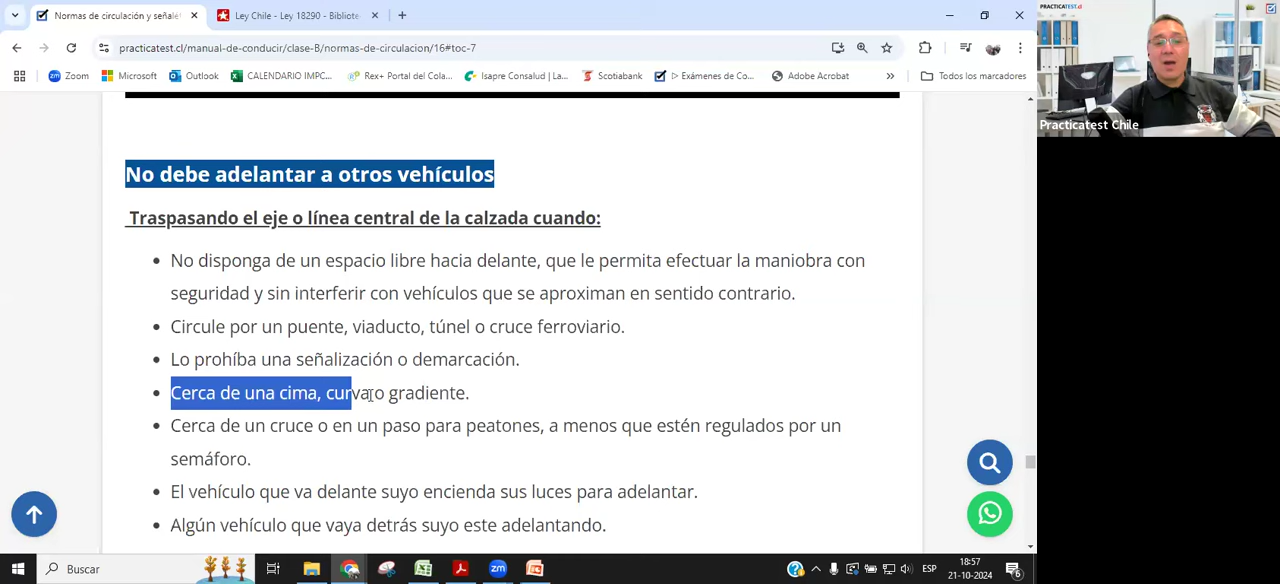 Normas de circulación y señalet
Ley Chile - Ley 18290 - Bibliot
practicatest.cl/manual-de-conducir/clase-B/normas-de-circulacion/16#1
PRACTICATEST.cl
Zoom
Microsoft
Outlook
CALENDARIO IMPO...
Rex+ Portal del Cola...
Isapre Consalud | La...
Scotiabank
▷ Exámenes de Co...
Adobe Acrobat
»
Todos los marcadores
Practicatest Chile
No debe adelantar a otros vehículos
Traspasando el eje o línea central de la calzada cuando:
• No disponga de un espacio libre hacia delante, que le permita efectuar la maniobra con
seguridad y sin interferir con vehículos que se aproximan en sentido contrario.
• Circule por un puente, viaducto, túnel o cruce ferroviario.
• Lo prohíba una señalización o demarcación.
• Cerca de una cima, curva o gradiente.
• Cerca de un cruce o en un paso para peatones, a menos que estén regulados por un
semáforo.
• El vehículo que va delante suyo encienda sus luces para adelantar.
• Algún vehículo que vaya detrás suyo este adelantando.
Buscar
ESP
18:57
21-10-2024
6